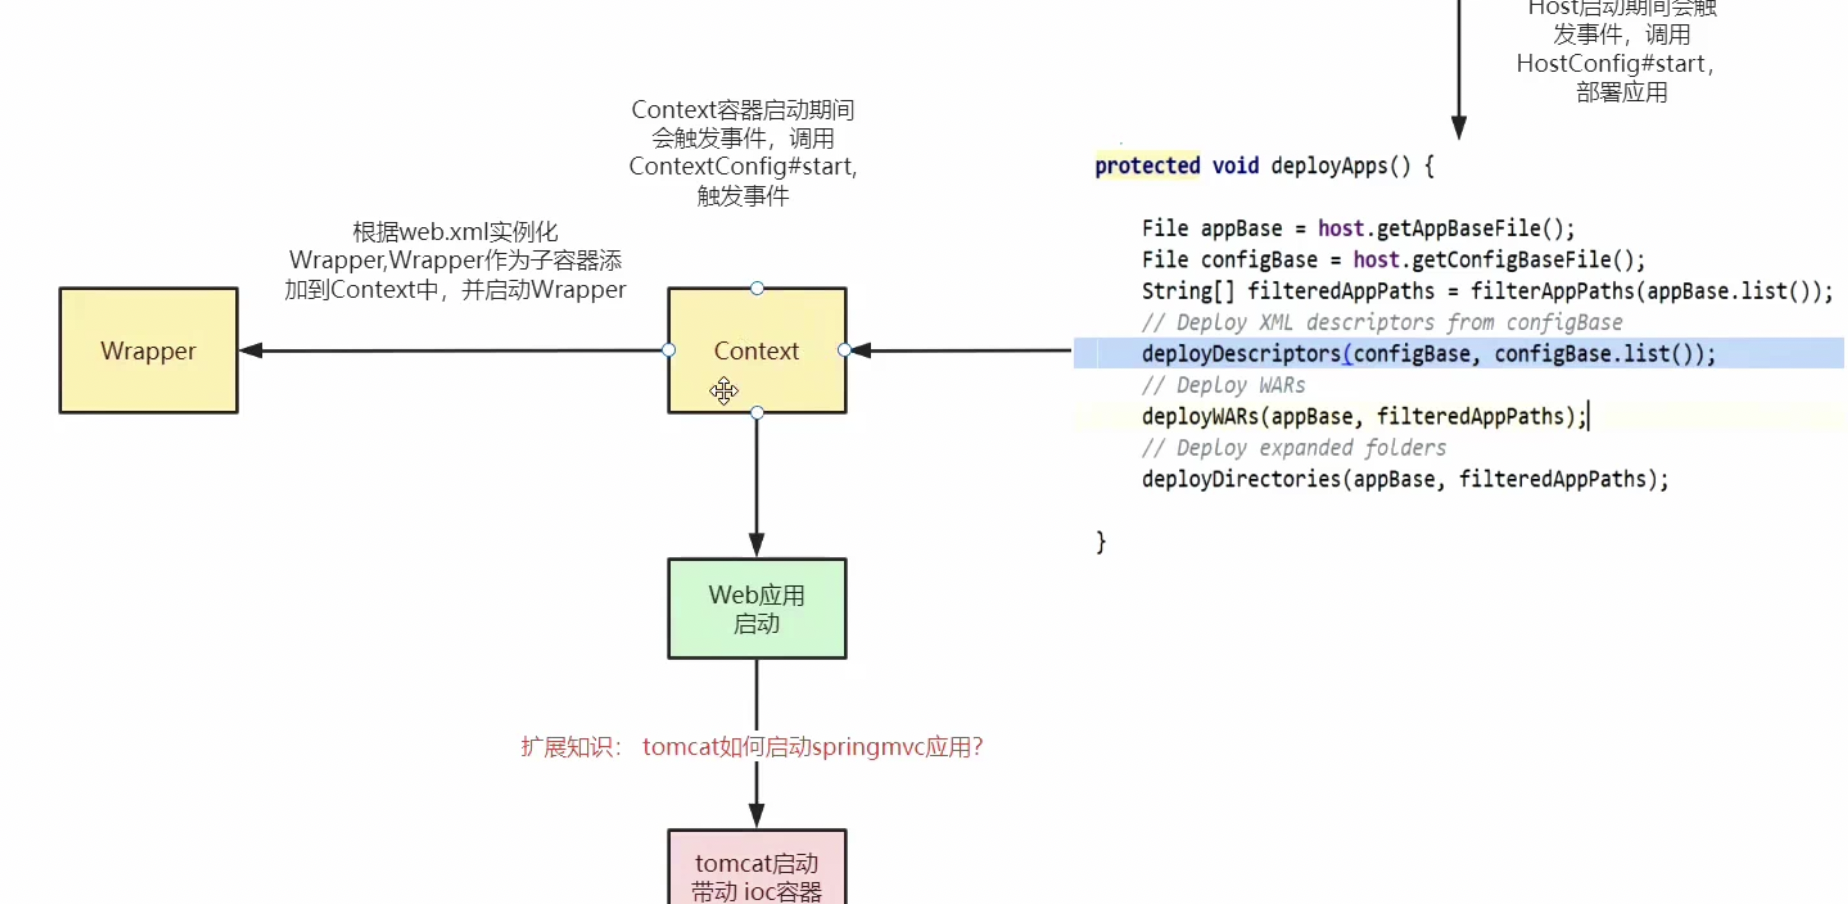 Host启动期间会触
发事件，调用
HostConfig#start，
部署应用
Context容器启动期间
会触发事件，调用
ContextConfig#start,
触发事件
protected void deployApps() {
File appBase = host.getAppBaseFile();
File configBase = host.getConfigBaseFile();
String[] filteredAppPaths = filterAppPaths(appBase.list());
// Deploy XML descriptors from configBase
deployDescriptors(configBase, configBase.list());
// Deploy WARs
deployWARs(appBase, filteredAppPaths);
// Deploy expanded folders
deployDirectories(appBase, filteredAppPaths);
}
根据web.xml实例化
Wrapper,Wrapper作为子容器添
加到Context中，并启动Wrapper
Wrapper
Context
Web应用
启动
扩展知识： tomcat如何启动springmvc应用？
tomcat启动
带动 ioc容器